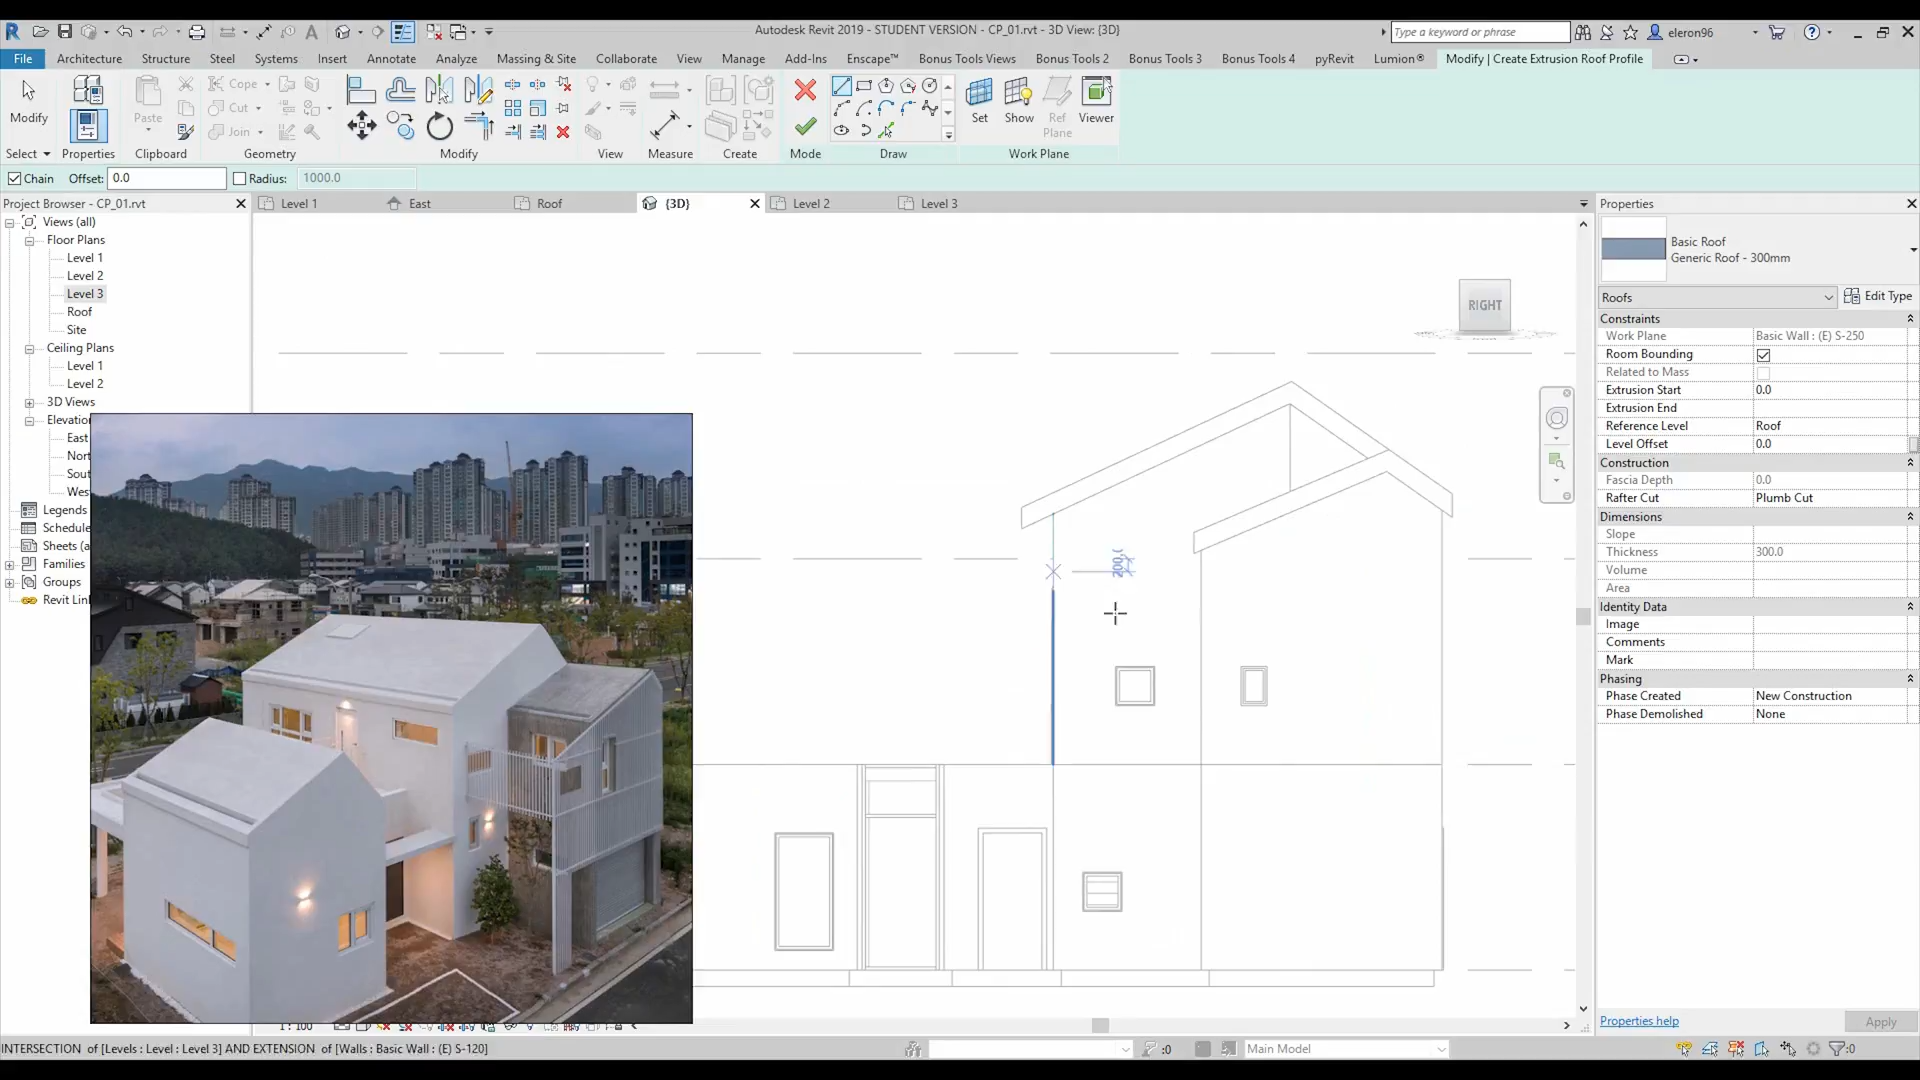 Autodesk Revit 2019 - STUDENT VERSION - CP_01.rvt - 3D View: {3D}
Type a keyword or phrase
eleron96
File
Architecture
Structure
Steel
Systems
Insert
Annotate
Analyze
Massing & Site
Collaborate
View
Manage
Add-Ins
Enscape™
Bonus Tools Views
Bonus Tools 2
Bonus Tools 3
Bonus Tools 4
pyRevit
Lumion®
Modify | Create Extrusion Roof Profile
Modify
Paste
Cope
Cut
Join
Set
Show
Ref
Plane
Viewer
Select
Properties
Clipboard
Geometry
Modify
View
Measure
Create
Mode
Draw
Work Plane
Chain
Offset:
0.0
Radius:
1000.0
Project Browser - CP_01.rvt
Level 1
East
Roof
{3D}
Level 2
Level 3
Views (all)
Floor Plans
Level 1
Level 2
Level 3
Roof
Site
Ceiling Plans
Level 1
Level 2
3D Views
Elevation
East
Nort
Sout
Wes
Legends
Schedule
Sheets (a
Families
Groups
Revit Lin
RIGHT
Properties
Basic Roof
Generic Roof - 300mm
Roofs
Edit Type
Constraints
Work Plane
Basic Wall : (E) S-250
Room Bounding
Related to Mass
Extrusion Start
0.0
Extrusion End
Reference Level
Roof
Level Offset
0.0
Construction
Fascia Depth
0.0
Rafter Cut
Plumb Cut
Dimensions
Slope
Thickness
300.0
Volume
Area
Identity Data
Image
Comments
Mark
Phasing
Phase Created
New Construction
Phase Demolished
None
Properties help
Apply
1 : 100
INTERSECTION of [Levels : Level : Level 3] AND EXTENSION of [Walls : Basic Wall : (E) S-120]
:0
Main Model
:0